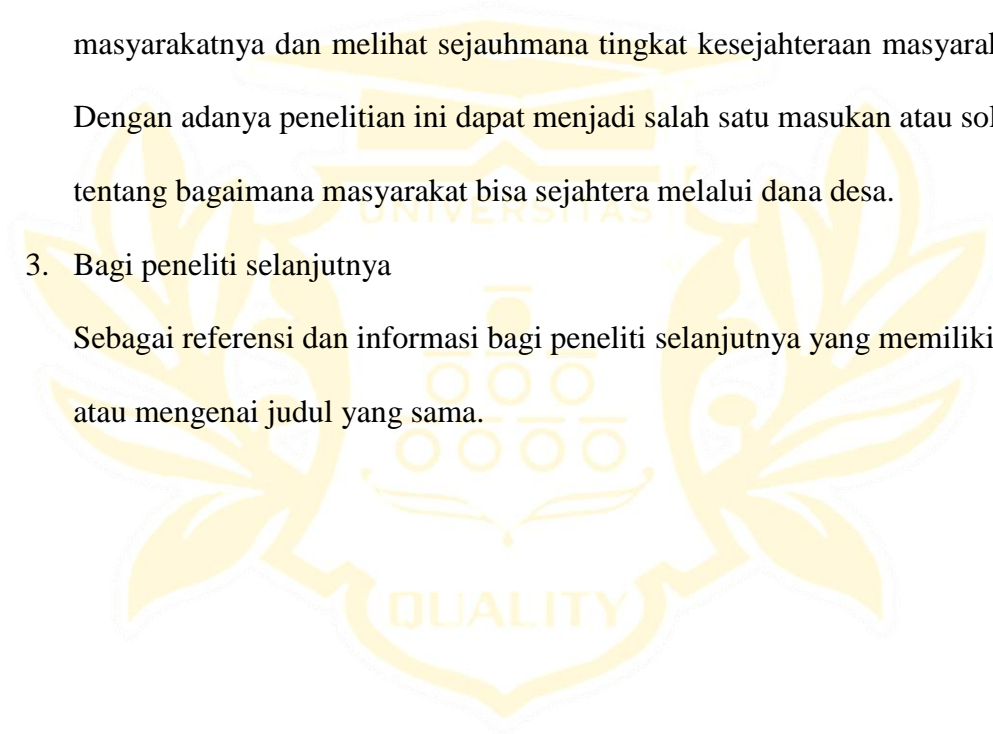 masyarakatnya dan melihat sejauhmana tingkat kesejahteraan masyaral
Dengan adanya penelitian ini dapat menjadi salah satu masukan atau sol
tentang bagaimana masyarakat bisa sejahtera melalui dana desa.
UNIVERSITAS
3. Bagi peneliti selanjutnya
Sebagai referensi dan informasi bagi peneliti selanjutnya yang memiliki
atau mengenai judul yang sama.
QUALITY